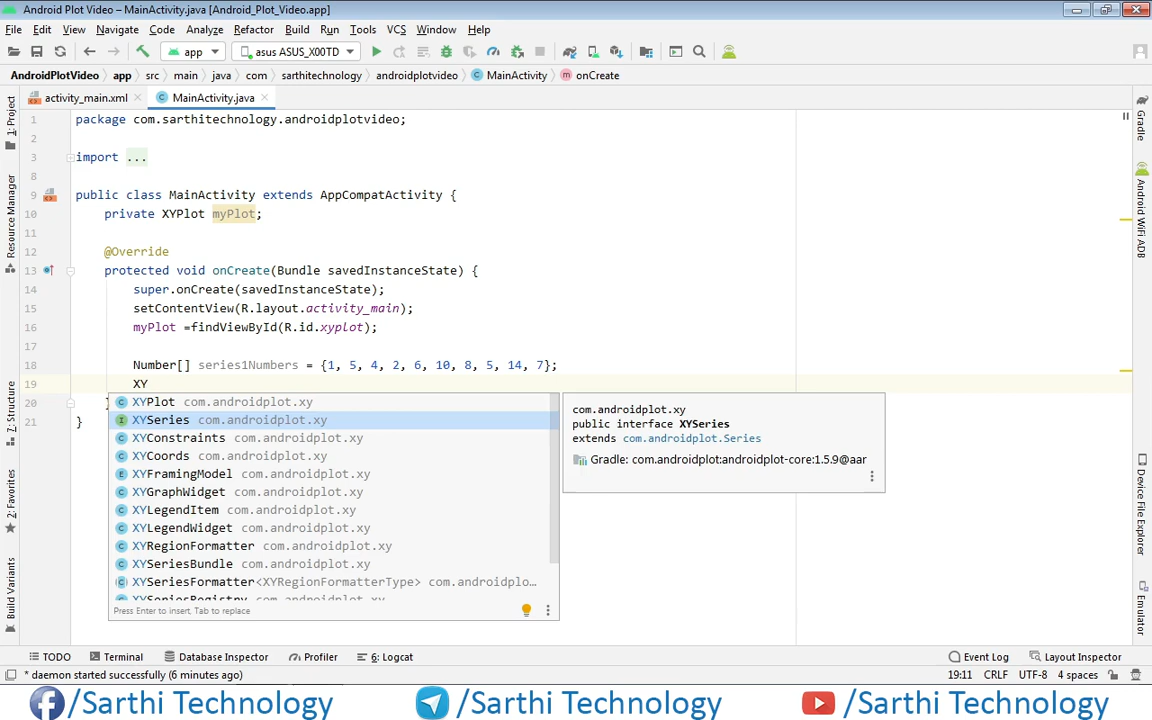 Android Plot Video – MainActivity.java [Android_Plot_Video.app]
File Edit View Navigate Code Analyze Refactor Build Run Tools VCS Window Help
app asus ASUS_X00TD
AndroidPlotVideo app src main java com sarthitechnology androidplotvideo MainActivity onCreate
activity_main.xml MainActivity.java
1 package com.sarthitechnology.androidplotvideo;
2
3 import ...
8
9 public class MainActivity extends AppCompatActivity {
10 private XYPlot myPlot;
11
12 @Override
13 protected void onCreate(Bundle savedInstanceState) {
14 super.onCreate(savedInstanceState);
15 setContentView(R.layout.activity_main);
16 myPlot =findViewById(R.id.xyplot);
17
18 Number[] series1Numbers = {1, 5, 4, 2, 6, 10, 8, 5, 14, 7};
19 XY
20 }
21 }
XYPlot com.androidplot.xy
XYSeries com.androidplot.xy
XYConstraints com.androidplot.xy
XYCoords com.androidplot.xy
XYFramingModel com.androidplot.xy
XYGraphWidget com.androidplot.xy
XYLegendItem com.androidplot.xy
XYLegendWidget com.androidplot.xy
XYRegionFormatter com.androidplot.xy
XYSeriesBundle com.androidplot.xy
XYSeriesFormatter<XYRegionFormatterType> com.androidplo...
XYSeriesRegistry com.androidplot.xy
Press Enter to insert, Tab to replace
com.androidplot.xy
public interface XYSeries
extends com.androidplot.Series
Gradle: com.androidplot:androidplot-core:1.5.9@aar
1: Project
Resource Manager
7: Structure
2: Favorites
Build Variants
Gradle
Android WiFi ADB
Device File Explorer
Emulator
TODO Terminal Database Inspector Profiler 6: Logcat Event Log Layout Inspector
* daemon started successfully (6 minutes ago) 19:11 CRLF UTF-8 4 spaces
/Sarthi Technology /Sarthi Technology /Sarthi Technology